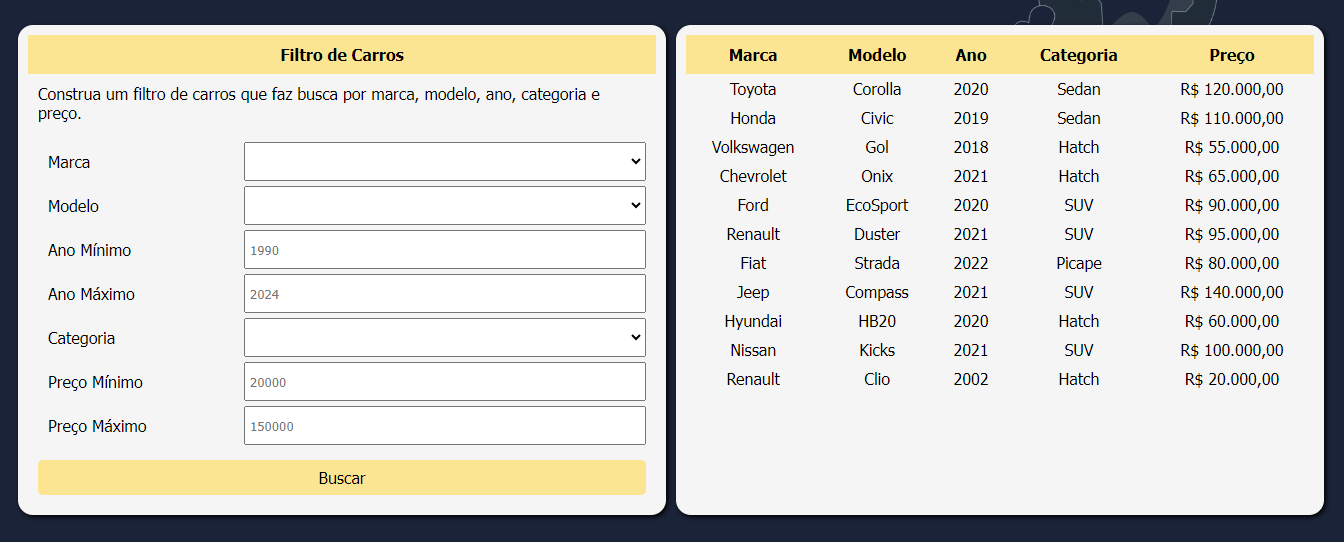 Filtro de Carros
Construa um filtro de carros que faz busca por marca, modelo, ano, categoria e
preço.
Marca
Modelo
Ano Mínimo 1990
Ano Máximo 2024
Categoria
Preço Mínimo 20000
Preço Máximo 150000
Buscar
Marca Modelo Ano Categoria Preço
Toyota Corolla 2020 Sedan R$ 120.000,00
Honda Civic 2019 Sedan R$ 110.000,00
Volkswagen Gol 2018 Hatch R$ 55.000,00
Chevrolet Onix 2021 Hatch R$ 65.000,00
Ford EcoSport 2020 SUV R$ 90.000,00
Renault Duster 2021 SUV R$ 95.000,00
Fiat Strada 2022 Picape R$ 80.000,00
Jeep Compass 2021 SUV R$ 140.000,00
Hyundai HB20 2020 Hatch R$ 60.000,00
Nissan Kicks 2021 SUV R$ 100.000,00
Renault Clio 2002 Hatch R$ 20.000,00